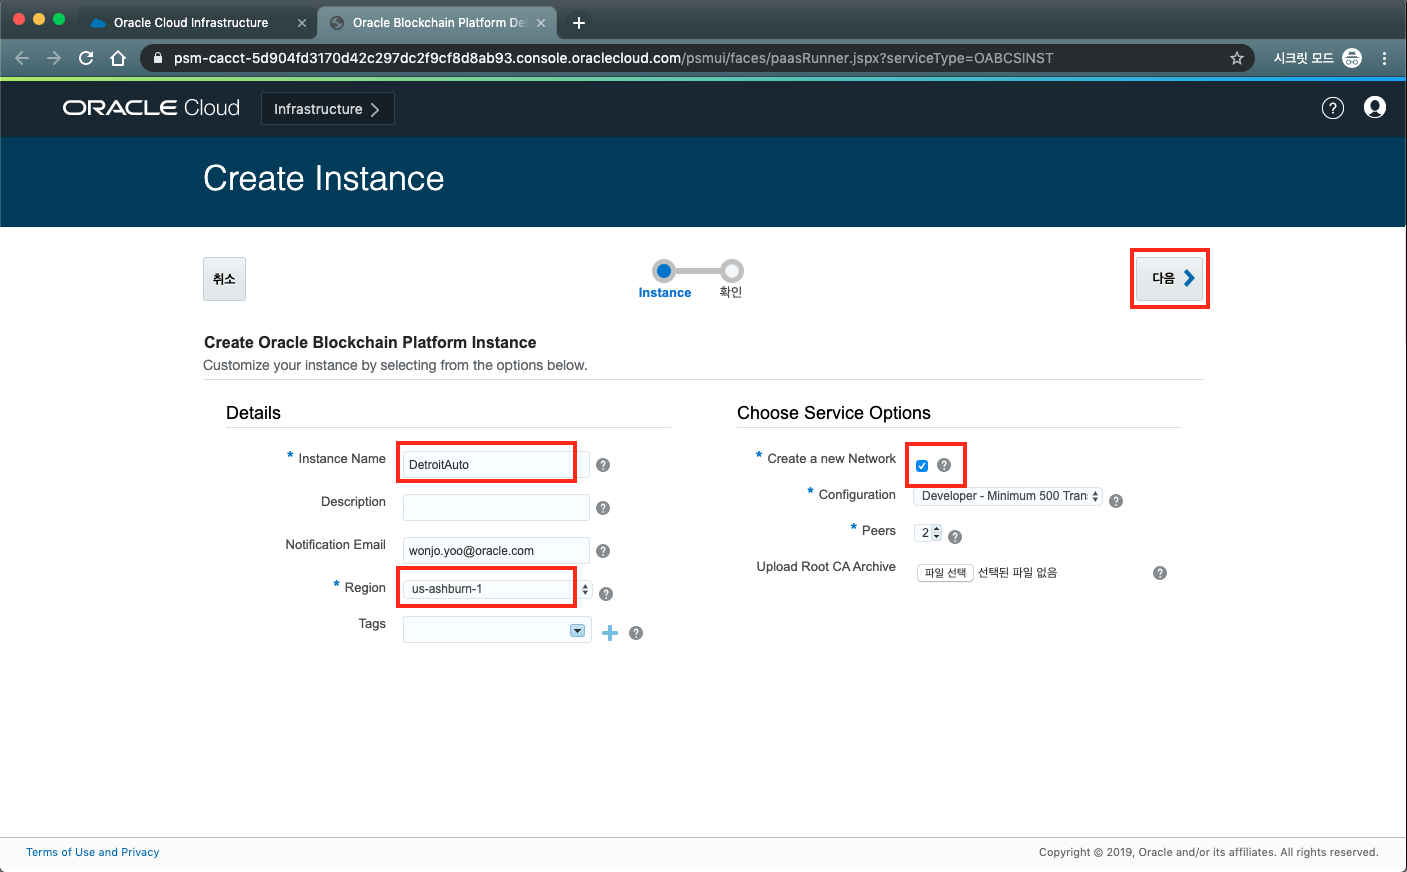 Oracle Cloud Infrastructure
Oracle Blockchain Platform De
psm-cacct-5d904fd3170d42c297dc2f9cf8d8ab93.console.oraclecloud.com/psmui/faces/paasRunner.jspx?serviceType=OABCSINST
시크릿 모드
ORACLE Cloud
Infrastructure
Create Instance
취소
Instance
확인
다음
Create Oracle Blockchain Platform Instance
Customize your instance by selecting from the options below.
Details
* Instance Name DetroitAuto
Description
Notification Email wonjo.yoo@oracle.com
* Region us-ashburn-1
Tags
Choose Service Options
* Create a new Network
* Configuration Developer - Minimum 500 Tran
* Peers 2
Upload Root CA Archive 파일 선택 선택된 파일 없음
Terms of Use and Privacy
Copyright © 2019, Oracle and/or its affiliates. All rights reserved.